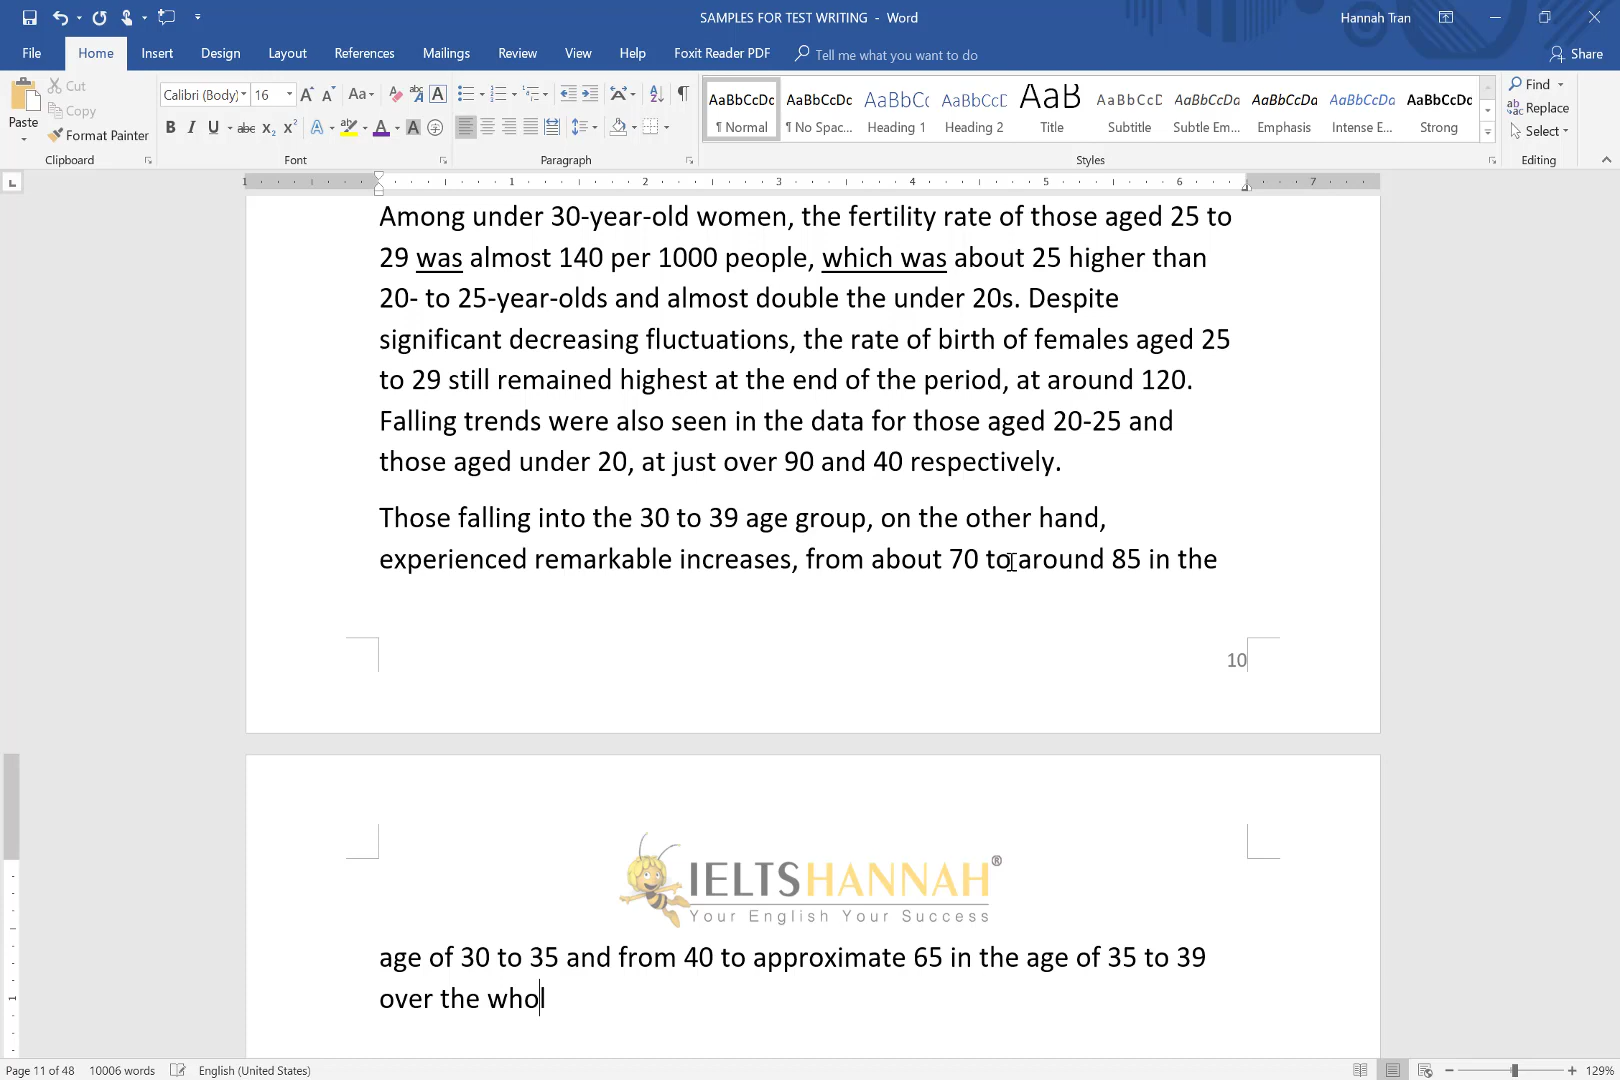 SAMPLES FOR TEST WRITING - Word
Hannah Tran
File Home Insert Design Layout References Mailings Review View Help Foxit Reader PDF Tell me what you want to do Share
Paste
Cut
Copy
Format Painter
Clipboard
Calibri (Body) 16
Font
Paragraph
AaBbCcDc AaBbCcDc AaBbCc AaBbCcD AaB AaBbCcD AaBbCcDa AaBbCcDa AaBbCcDa AaBbCcDc
¶ Normal ¶ No Spac... Heading 1 Heading 2 Title Subtitle Subtle Em... Emphasis Intense E... Strong
Styles
Find
Replace
Select
Editing
1 1 2 3 4 5 6 7
Among under 30-year-old women, the fertility rate of those aged 25 to
29 was almost 140 per 1000 people, which was about 25 higher than
20- to 25-year-olds and almost double the under 20s. Despite
significant decreasing fluctuations, the rate of birth of females aged 25
to 29 still remained highest at the end of the period, at around 120.
Falling trends were also seen in the data for those aged 20-25 and
those aged under 20, at just over 90 and 40 respectively.
Those falling into the 30 to 39 age group, on the other hand,
experienced remarkable increases, from about 70 to around 85 in the
10
IELTSHANNAH®
Your English Your Success
age of 30 to 35 and from 40 to approximate 65 in the age of 35 to 39
over the whol
Page 11 of 48 10006 words English (United States) 129%